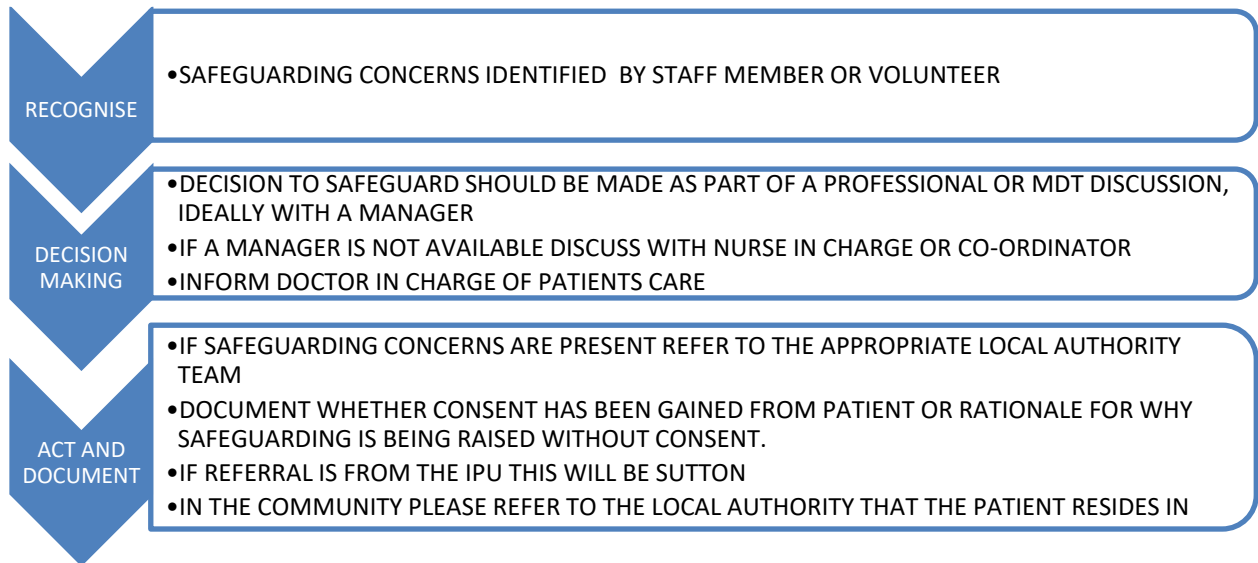 RECOGNISE
•SAFEGUARDING CONCERNS IDENTIFIED BY STAFF MEMBER OR VOLUNTEER
DECISION
MAKING
•DECISION TO SAFEGUARD SHOULD BE MADE AS PART OF A PROFESSIONAL OR MDT DISCUSSION,
IDEALLY WITH A MANAGER
•IF A MANAGER IS NOT AVAILABLE DISCUSS WITH NURSE IN CHARGE OR CO-ORDINATOR
•INFORM DOCTOR IN CHARGE OF PATIENTS CARE
ACT AND
DOCUMENT
•IF SAFEGUARDING CONCERNS ARE PRESENT REFER TO THE APPROPRIATE LOCAL AUTHORITY
TEAM
•DOCUMENT WHETHER CONSENT HAS BEEN GAINED FROM PATIENT OR RATIONALE FOR WHY
SAFEGUARDING IS BEING RAISED WITHOUT CONSENT.
•IF REFERRAL IS FROM THE IPU THIS WILL BE SUTTON
•IN THE COMMUNITY PLEASE REFER TO THE LOCAL AUTHORITY THAT THE PATIENT RESIDES IN